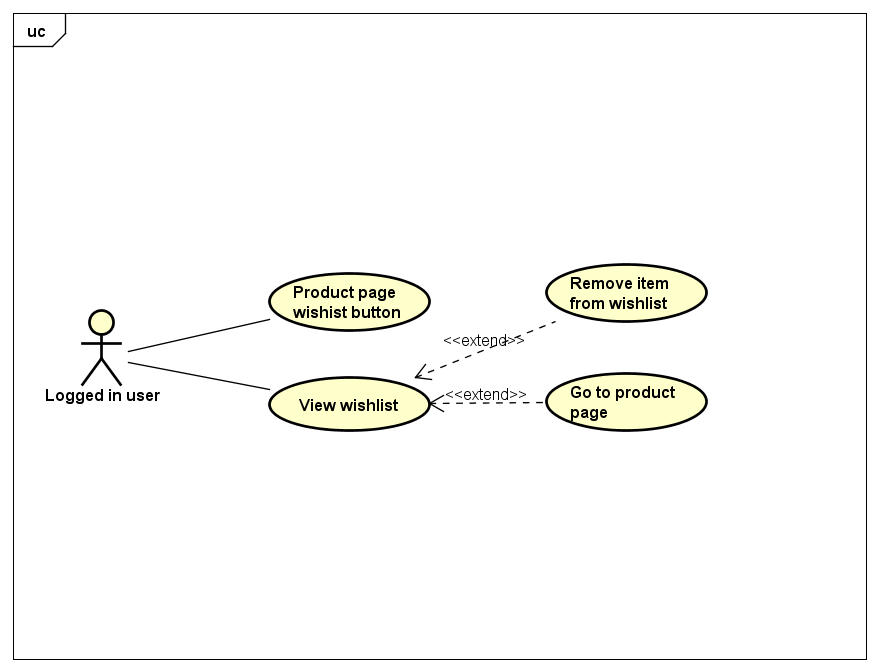 uc
Product page
wishist button
Remove item
from wishlist
<<extend>>
Logged in user
View wishlist
<<extend>>
Go to product
page